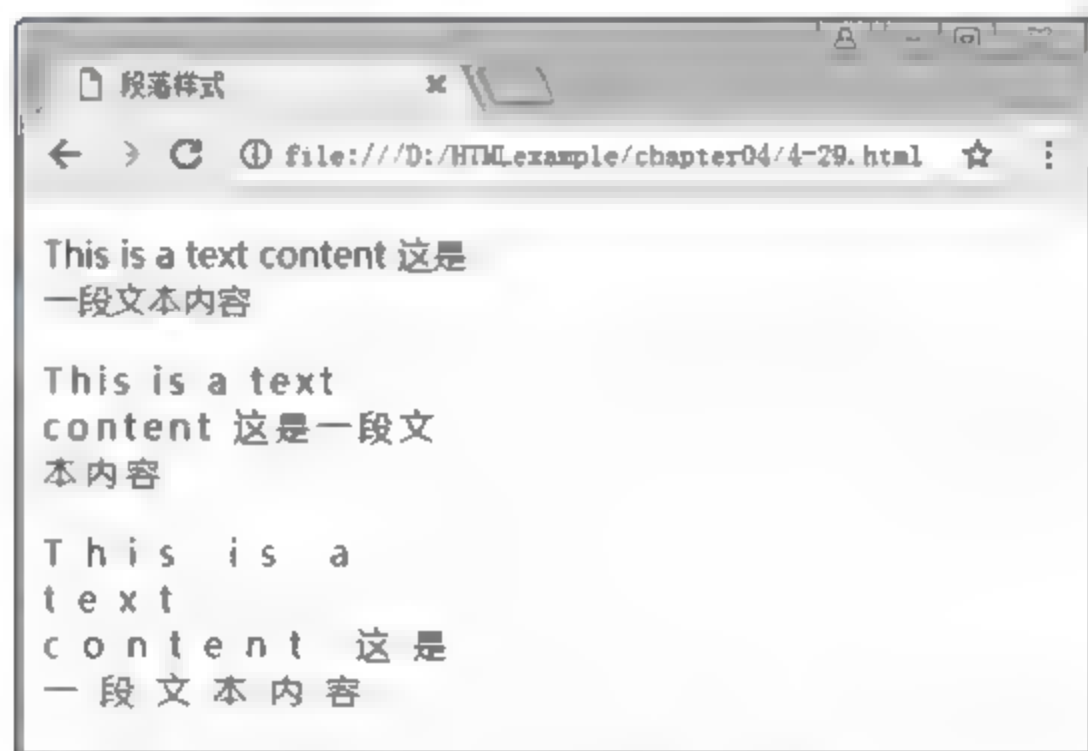 段落样式
file:///D:/HTMLexample/chapter04/4-29.html
This is a text content 这是
一段文本内容
This is a text
content 这是一段文
本内容
This is a
text
content 这是
一段文本内容